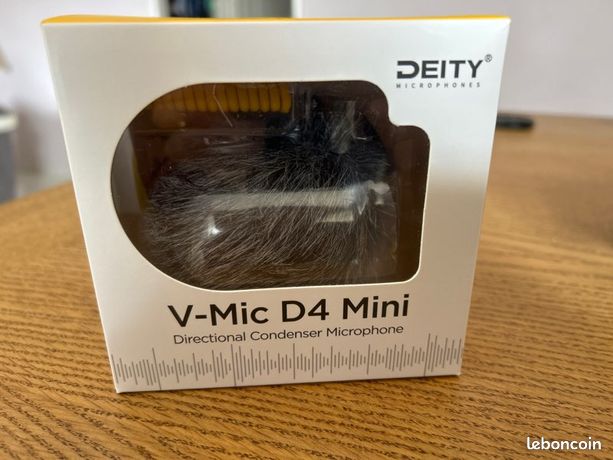 DEITY®
MICROPHONES
V-Mic D4 Mini
Directional Condenser Microphone
leboncoin